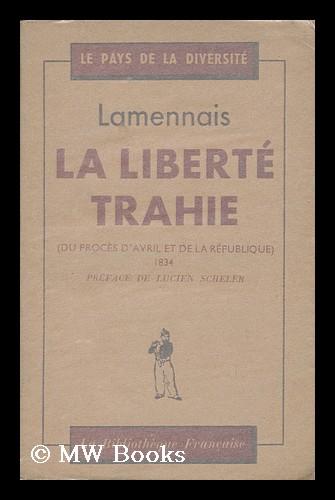 LE PAYS DE LA DIVERSITÉ
Lamennais
LA LIBERTÉ
TRAHIE
(DU PROCÈS D'AVRIL ET DE LA RÉPUBLIQUE)
1834
PRÉFACE DE LUCIEN SCHELER
La Bibliothèque Française
© MW Books